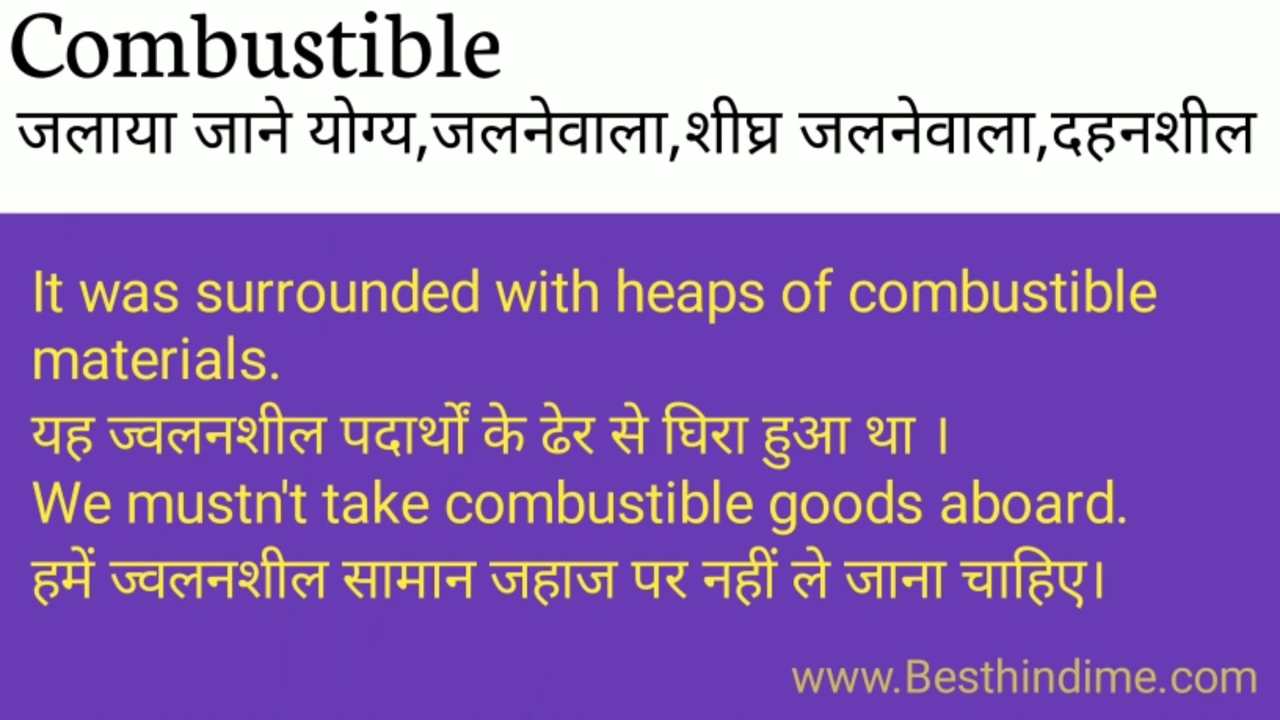 Combustible
जलाया जाने योग्य,जलनेवाला,शीघ्र जलनेवाला,दहनशील
It was surrounded with heaps of combustible
materials.
यह ज्वलनशील पदार्थों के ढेर से घिरा हुआ था ।
We mustn't take combustible goods aboard.
हमें ज्वलनशील सामान जहाज पर नहीं ले जाना चाहिए।
www.Besthindime.com